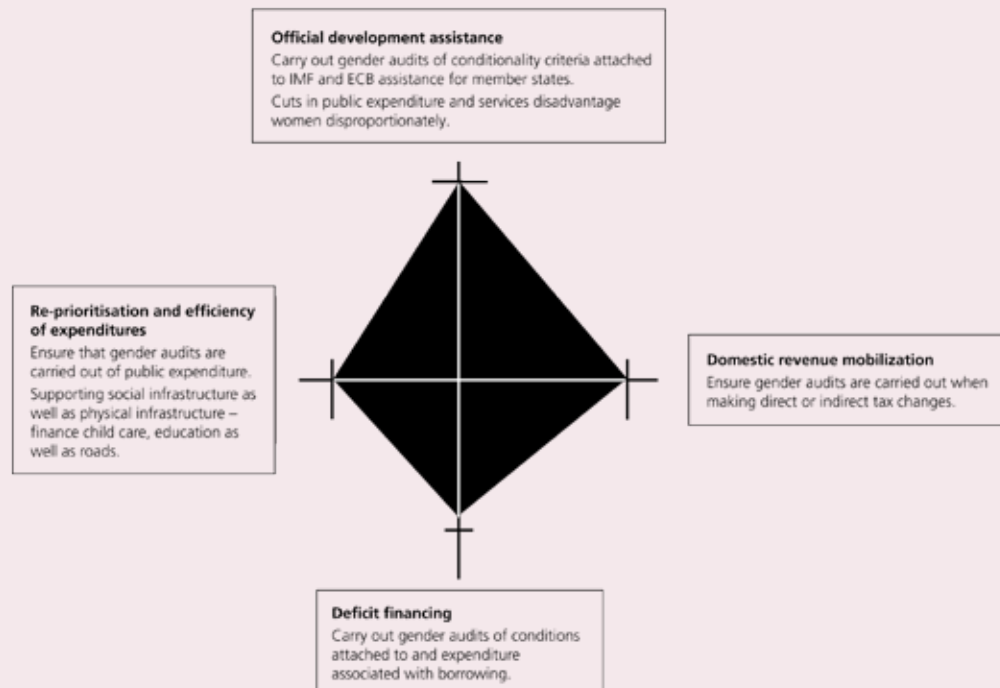 Official development assistance
Carry out gender audits of conditionality criteria attached
to IMF and ECB assistance for member states.
Cuts in public expenditure and services disadvantage
women disproportionately.
Re-prioritisation and efficiency
of expenditures
Ensure that gender audits are
carried out of public expenditure.
Supporting social infrastructure as
well as physical infrastructure –
finance child care, education as
well as roads.
Domestic revenue mobilization
Ensure gender audits are carried out when
making direct or indirect tax changes.
Deficit financing
Carry out gender audits of conditions
attached to and expenditure
associated with borrowing.